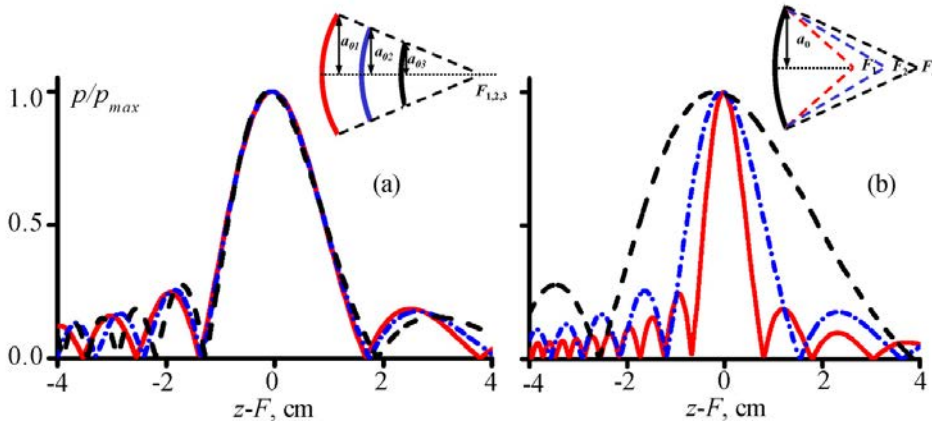 a01 a02 a03
F1,2,3
a0
F1 F2 F
p/pmax
(a)
(b)
1.0
0.5
0.0
-4 -2 0 2 4
-4 -2 0 2 4
z-F, cm
z-F, cm